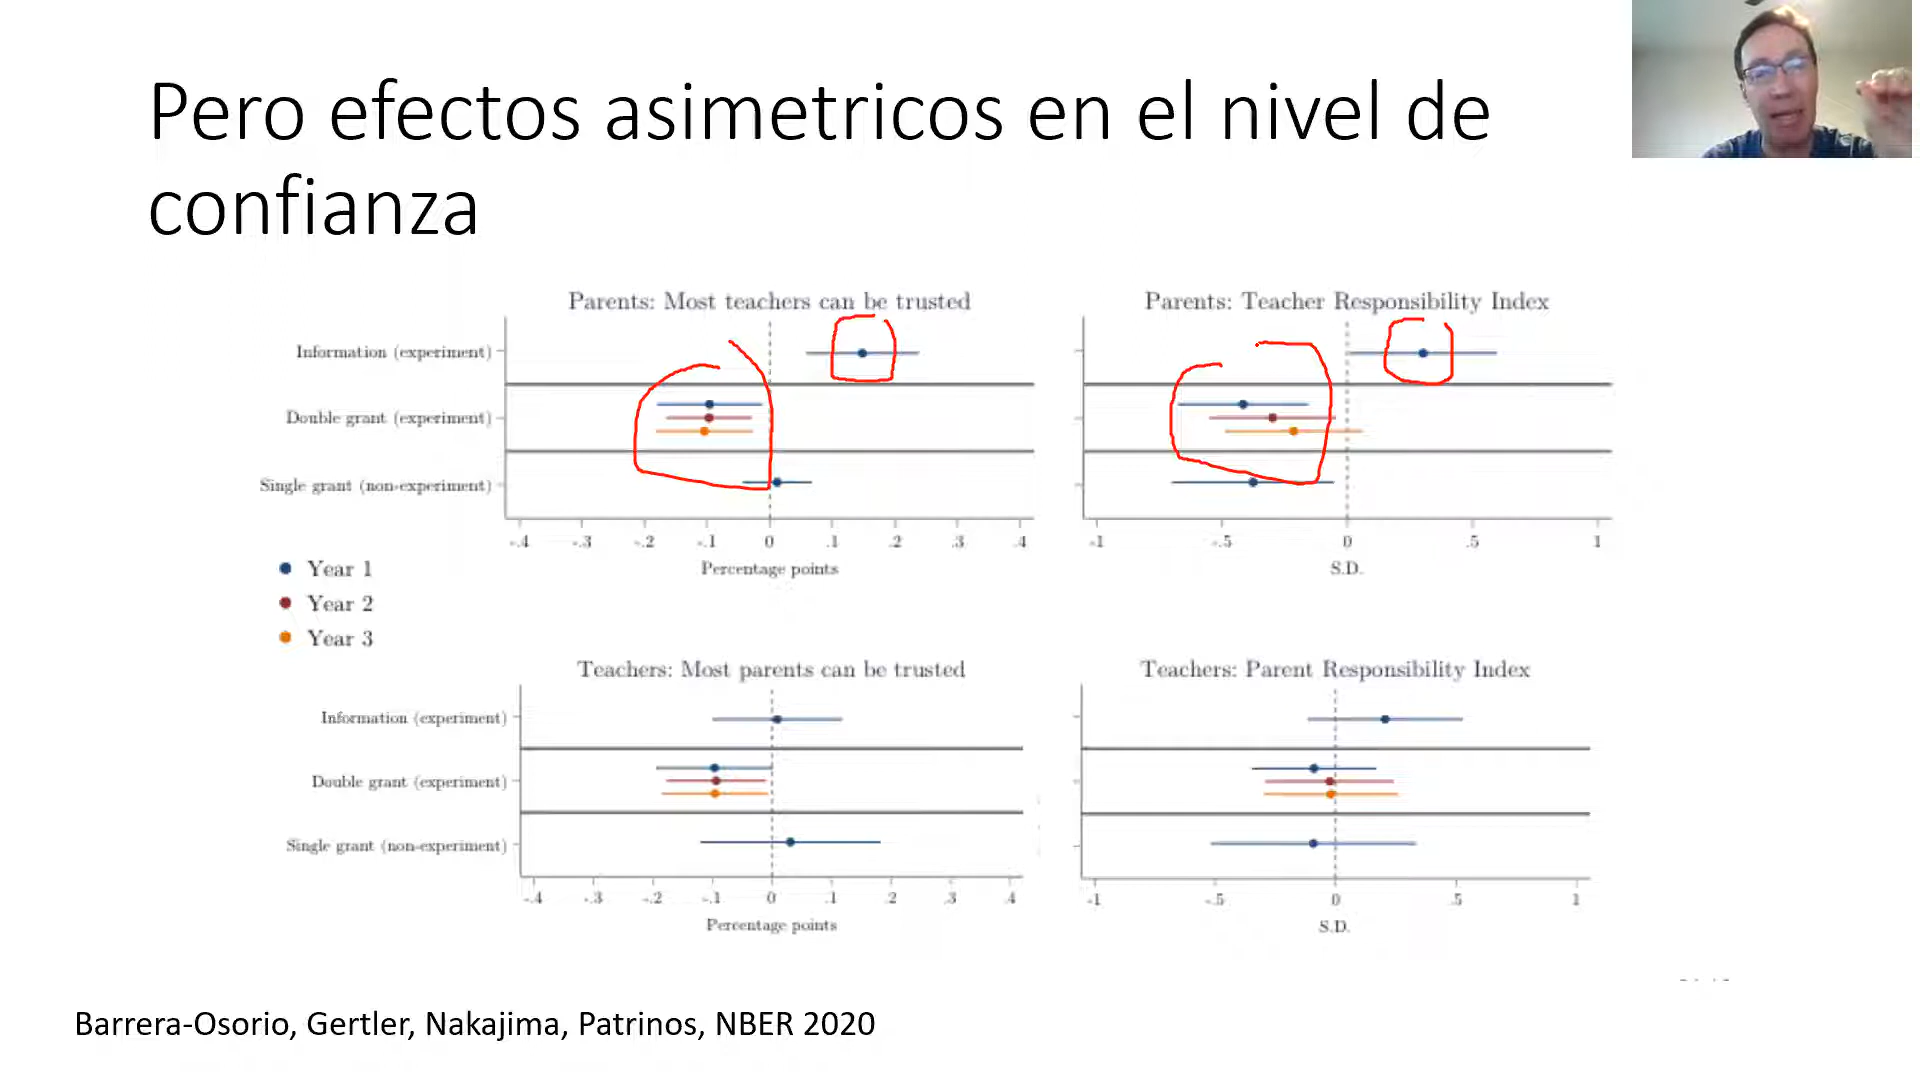 Pero efectos asimetricos en el nivel de
confianza
Parents: Most teachers can be trusted
Information (experiment)
Double grant (experiment)
Single grant (non-experiment)
-.4 -.3 -.2 -.1 0 .1 .2 .3 .4
Percentage points
Parents: Teacher Responsibility Index
-1 -.5 0 .5 1
S.D.
Year 1
Year 2
Year 3
Teachers: Most parents can be trusted
Information (experiment)
Double grant (experiment)
Single grant (non-experiment)
-.4 -.3 -.2 -.1 0 .1 .2 .3 .4
Percentage points
Teachers: Parent Responsibility Index
-1 -.5 0 .5 1
S.D.
Barrera-Osorio, Gertler, Nakajima, Patrinos, NBER 2020